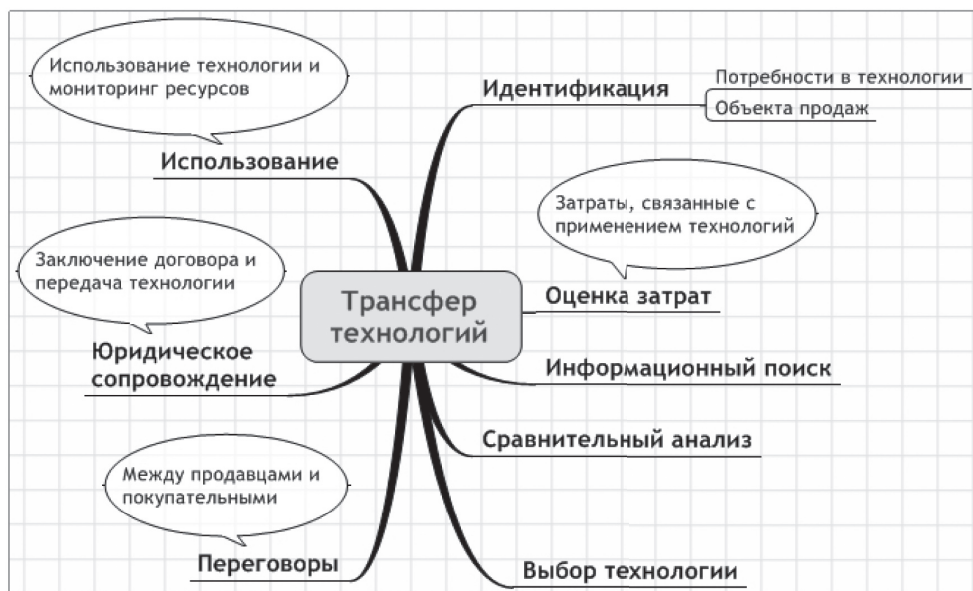 Использование технологии и
мониторинг ресурсов
Использование
Заключение договора и
передача технологии
Юридическое
сопровождение
Между продавцами и
покупательными
Переговоры
Трансфер
технологий
Идентификация
Потребности в технологии
Объекта продаж
Затраты, связанные с
применением технологий
Оценка затрат
Информационный поиск
Сравнительный анализ
Выбор технологии